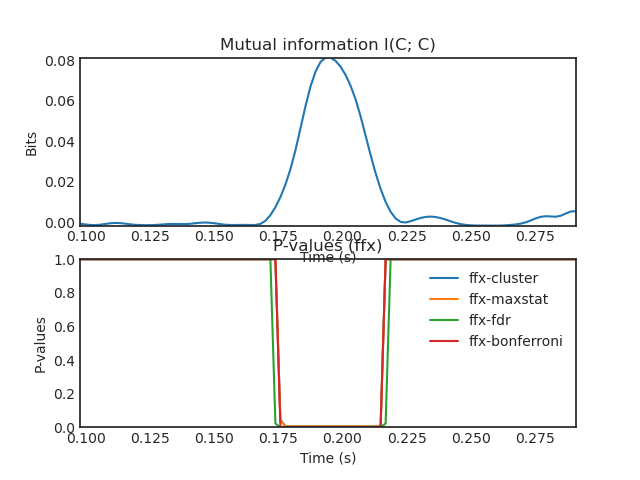 Mutual information I(C; C)
0.08
0.06
0.04
0.02
0.00
Bits
0.100 0.125 0.150 0.175 0.200 0.225 0.250 0.275
Time (s)
P-values (ffx)
1.0
0.8
0.6
0.4
0.2
0.0
P-values
ffx-cluster
ffx-maxstat
ffx-fdr
ffx-bonferroni
0.100 0.125 0.150 0.175 0.200 0.225 0.250 0.275
Time (s)